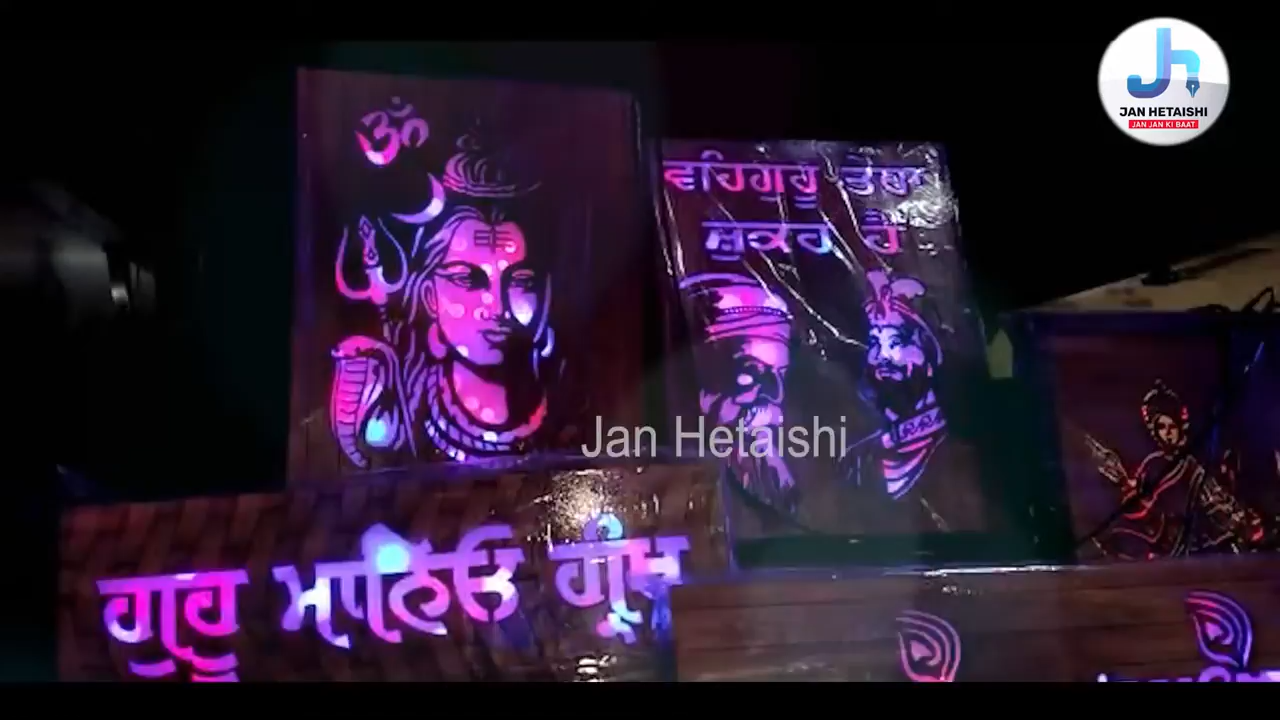 JAN HETAISHI
JAN JAN KI BAAT
ॐ
ਵਹਿਗੁਰੂ ਤੇਰਾ
ਸ਼ੁਕਰ ਹੈ
Jan Hetaishi
ਗੁਰੂ ਮਾਨਿਓ ਗ੍ਰੰਥ